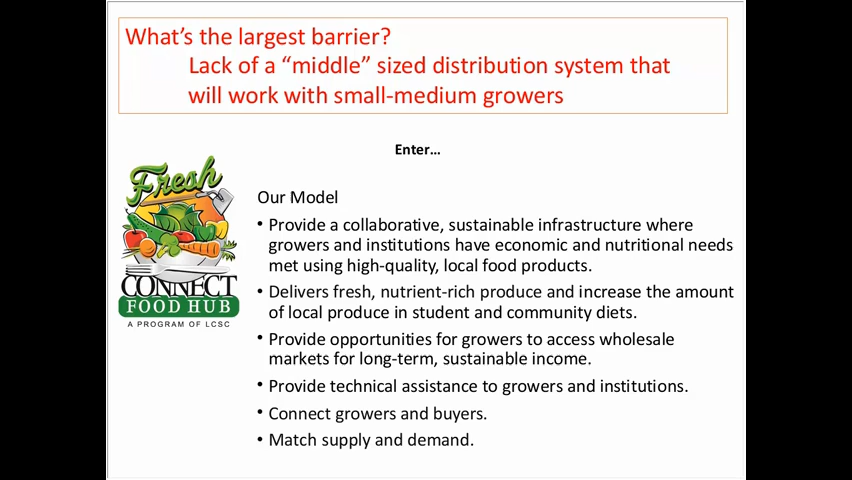 What’s the largest barrier?
Lack of a “middle” sized distribution system that
will work with small-medium growers
Enter…
Fresh
CONNECT
FOOD HUB
A PROGRAM OF LCSC
Our Model
• Provide a collaborative, sustainable infrastructure where
growers and institutions have economic and nutritional needs
met using high-quality, local food products.
• Delivers fresh, nutrient-rich produce and increase the amount
of local produce in student and community diets.
• Provide opportunities for growers to access wholesale
markets for long-term, sustainable income.
• Provide technical assistance to growers and institutions.
• Connect growers and buyers.
• Match supply and demand.